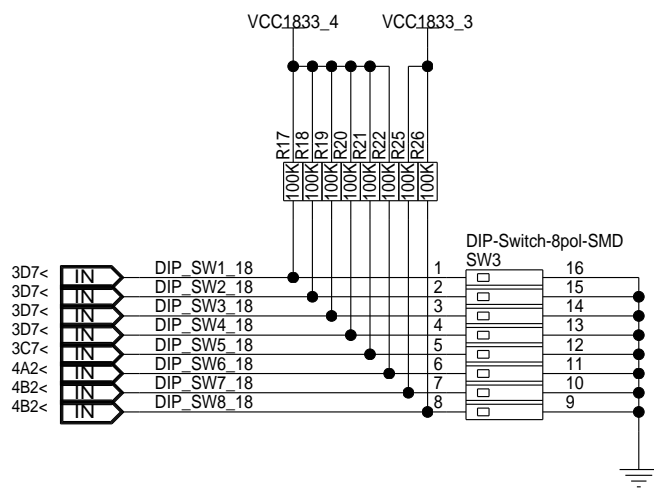 VCC1833_4 VCC1833_3
R17 R18 R19 R20 R21 R22 R25 R26
100K 100K 100K 100K 100K 100K 100K 100K
DIP-Switch-8pol-SMD
SW3
3D7< IN DIP_SW1_18 1 16
3D7< IN DIP_SW2_18 2 15
3D7< IN DIP_SW3_18 3 14
3D7< IN DIP_SW4_18 4 13
3C7< IN DIP_SW5_18 5 12
4A2< IN DIP_SW6_18 6 11
4B2< IN DIP_SW7_18 7 10
4B2< IN DIP_SW8_18 8 9